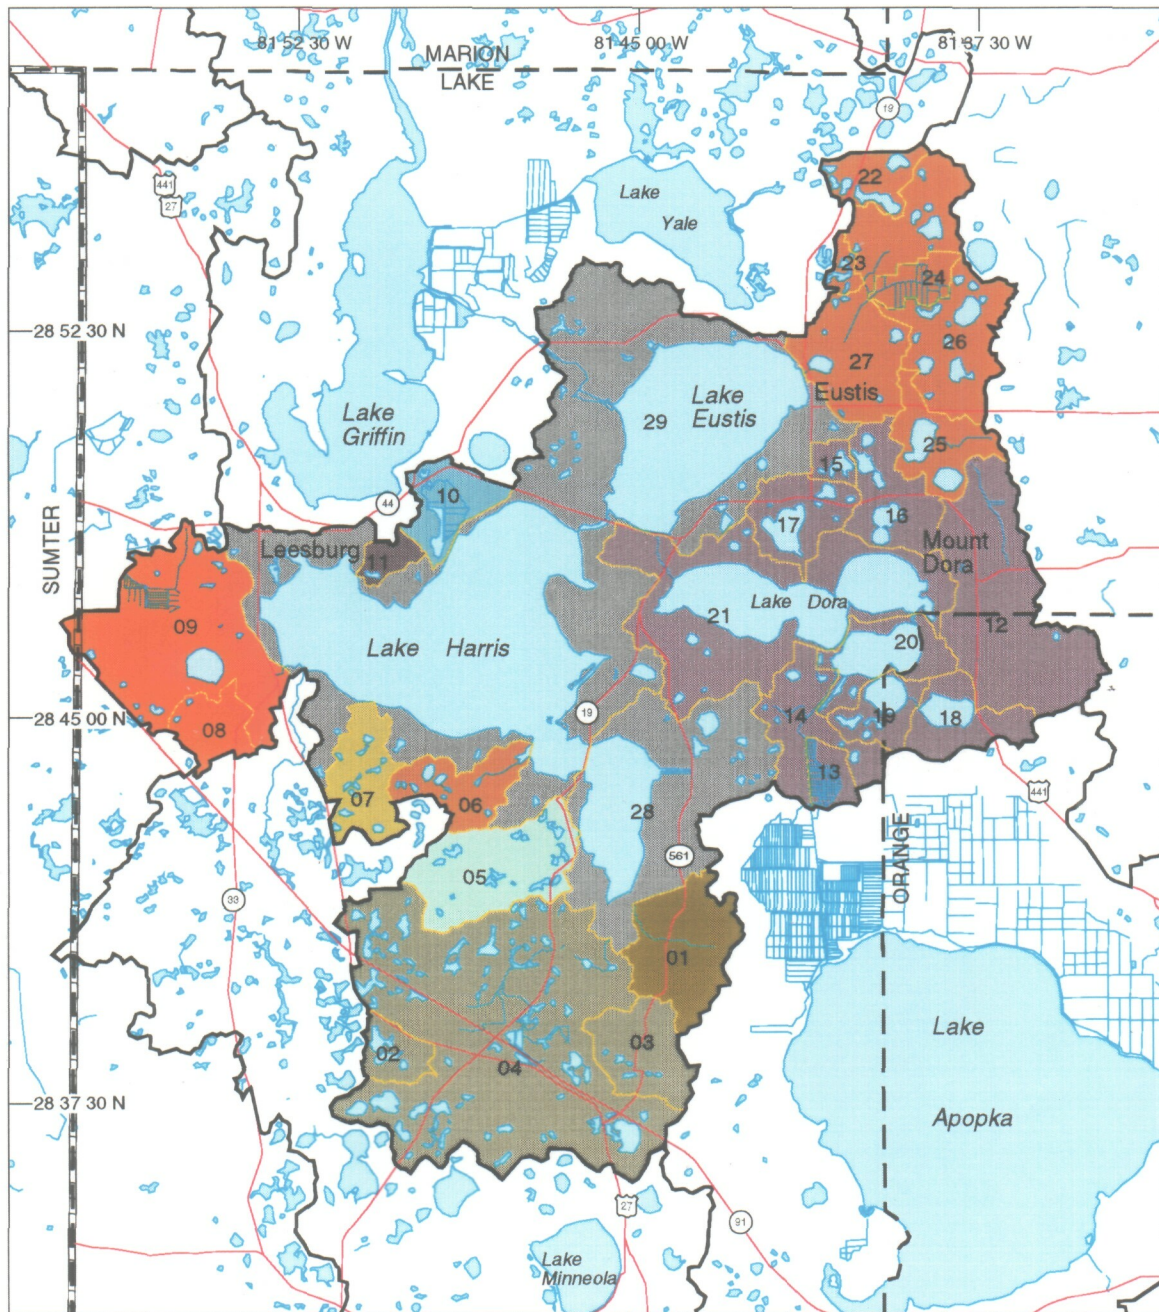 81 52 30 W
81 45 00 W
81 37 30 W
MARION
LAKE
19
441
27
Lake
Yale
22
23
24
28 52 30 N
26
27
Eustis
Lake
Eustis
29
Lake
Griffin
25
15
10
44
16
17
Mount
Dora
Leesburg
11
SUMTER
Lake Dora
21
09
12
20
Lake Harris
19
28 45 00 N
08
14
19
18
13
07
06
28
441
561
05
ORANGE
33
01
Lake
03
02
04
28 37 30 N
Apopka
27
91
Lake
Minneola